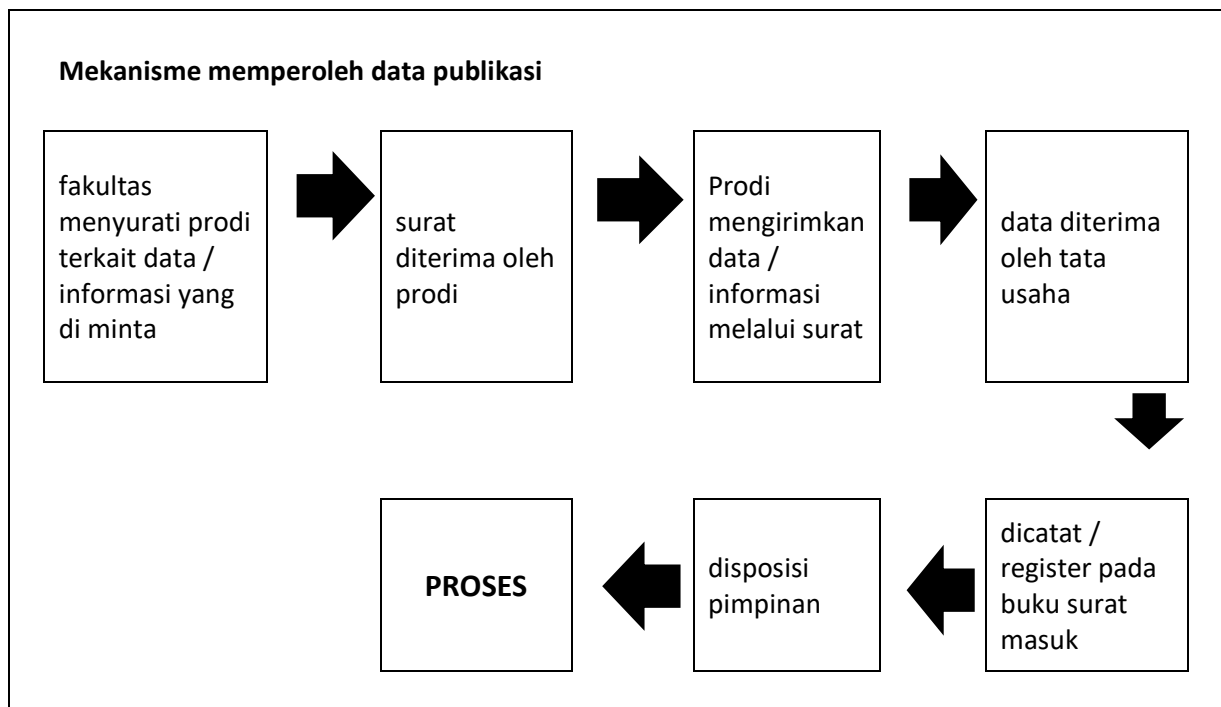 Mekanisme memperoleh data publikasi
fakultas
menyurati prodi
terkait data /
informasi yang
di minta
surat
diterima oleh
prodi
Prodi
mengirimkan
data /
informasi
melalui surat
data diterima
oleh tata
usaha
dicatat /
register pada
buku surat
masuk
disposisi
pimpinan
PROSES